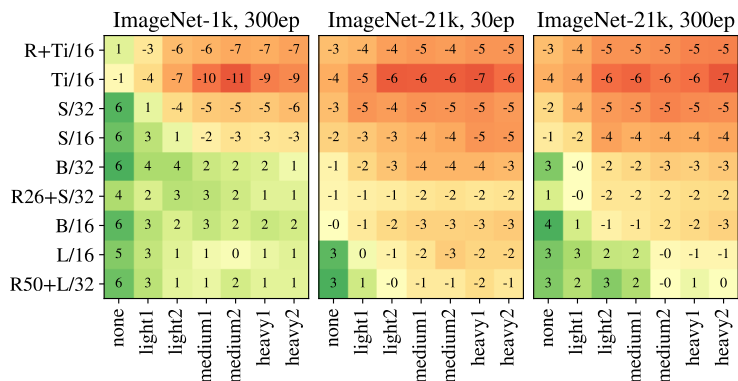 ImageNet-1k, 300ep ImageNet-21k, 30ep ImageNet-21k, 300ep
R+Ti/16 1 -3 -6 -6 -7 -7 -7 -3 -4 -4 -5 -4 -5 -5 -3 -4 -5 -5 -5 -5 -5
Ti/16 -1 -4 -7 -10 -11 -9 -9 -4 -5 -6 -6 -6 -7 -6 -4 -4 -6 -6 -6 -6 -7
S/32 6 1 -4 -5 -5 -5 -6 -3 -5 -4 -4 -5 -5 -5 -2 -4 -5 -5 -5 -5 -5
S/16 6 3 1 -2 -3 -3 -3 -2 -3 -3 -4 -4 -5 -5 -1 -2 -4 -4 -4 -4 -4
B/32 6 4 4 2 2 2 1 -1 -2 -3 -4 -4 -4 -4 3 -0 -2 -2 -3 -3 -3
R26+S/32 4 2 3 3 2 1 1 -1 -1 -1 -2 -2 -2 -2 1 -0 -2 -2 -2 -2 -2
B/16 6 3 2 3 2 2 2 -0 -1 -2 -3 -3 -3 -3 4 1 -1 -1 -2 -2 -3
L/16 5 3 1 1 0 1 1 3 0 -1 -2 -3 -2 -2 3 3 2 2 -0 -1 -1
R50+L/32 6 3 1 1 2 1 1 3 1 -0 -1 -1 -2 -1 3 2 3 2 -0 1 0
none light1 light2 medium1 medium2 heavy1 heavy2 none light1 light2 medium1 medium2 heavy1 heavy2 none light1 light2 medium1 medium2 heavy1 heavy2